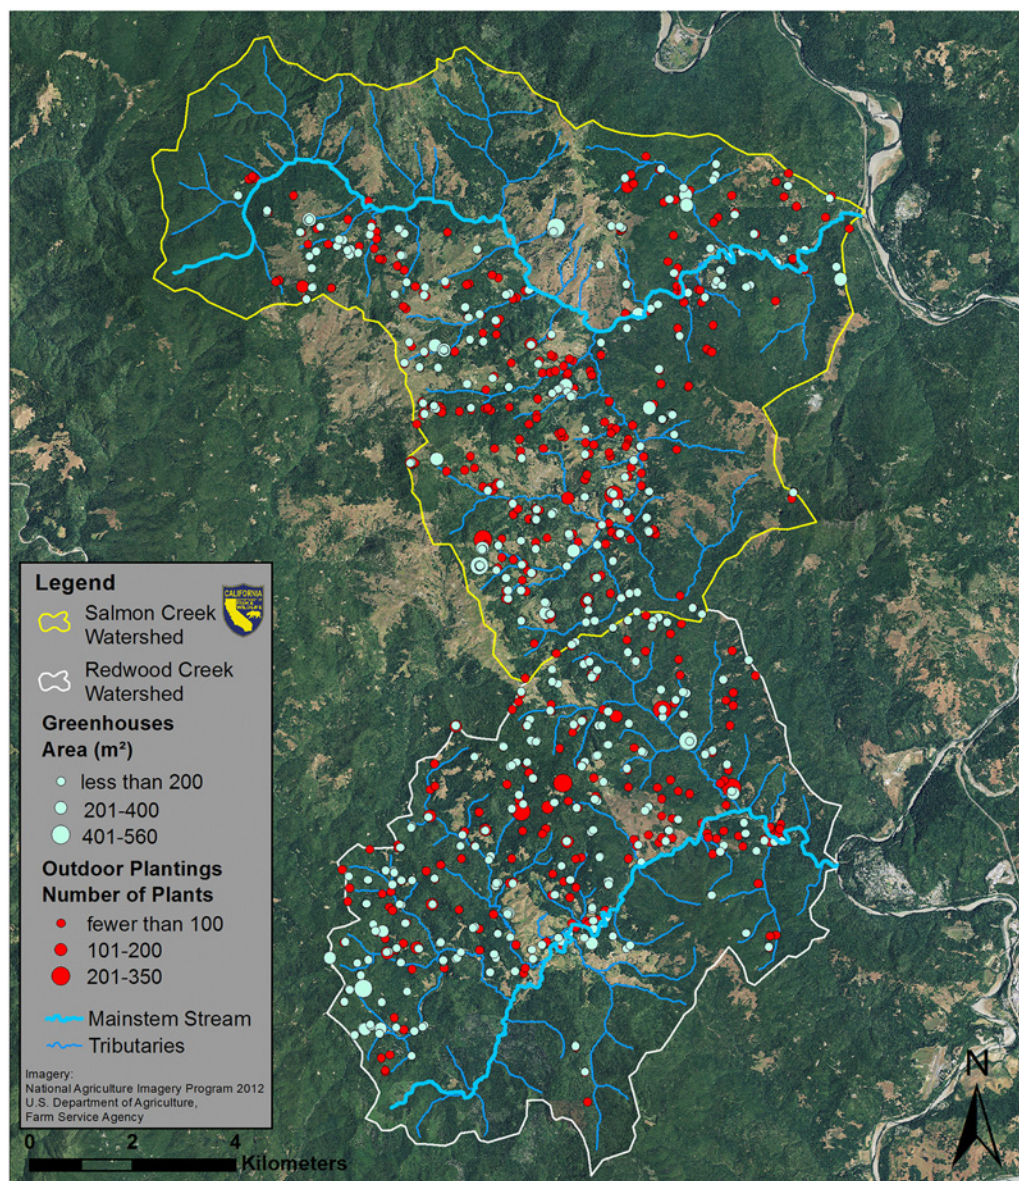 Legend
Salmon Creek
Watershed
Redwood Creek
Watershed
CALIFORNIA
Greenhouses
Area (m²)
less than 200
201-400
401-560
Outdoor Plantings
Number of Plants
fewer than 100
101-200
201-350
Mainstem Stream
Tributaries
Imagery:
National Agriculture Imagery Program 2012
U.S. Department of Agriculture,
Farm Service Agency
0 2 4
Kilometers
N